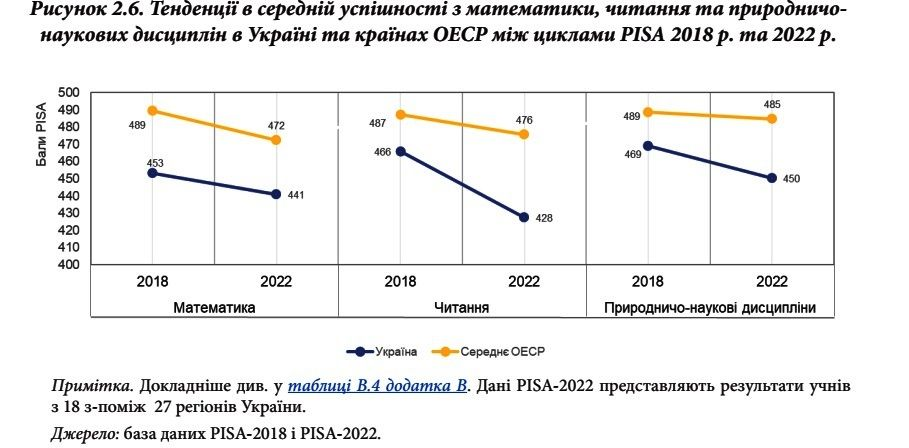 Рисунок 2.6. Тенденції в середній успішності з математики, читання та природничо-
наукових дисциплін в Україні та країнах ОЕСР між циклами PISA 2018 р. та 2022 р.
Бали PISA
500
490
480
470
460
450
440
430
420
410
400
489
472
453
441
487
476
466
428
489
485
469
450
2018 2022 2018 2022 2018 2022
Математика Читання Природничо-наукові дисципліни
Україна Середнє ОЕСР
Примітка. Докладніше див. у таблиці В.4 додатка В. Дані PISA-2022 представляють результати учнів
з 18 з-поміж 27 регіонів України.
Джерело: база даних PISA-2018 і PISA-2022.